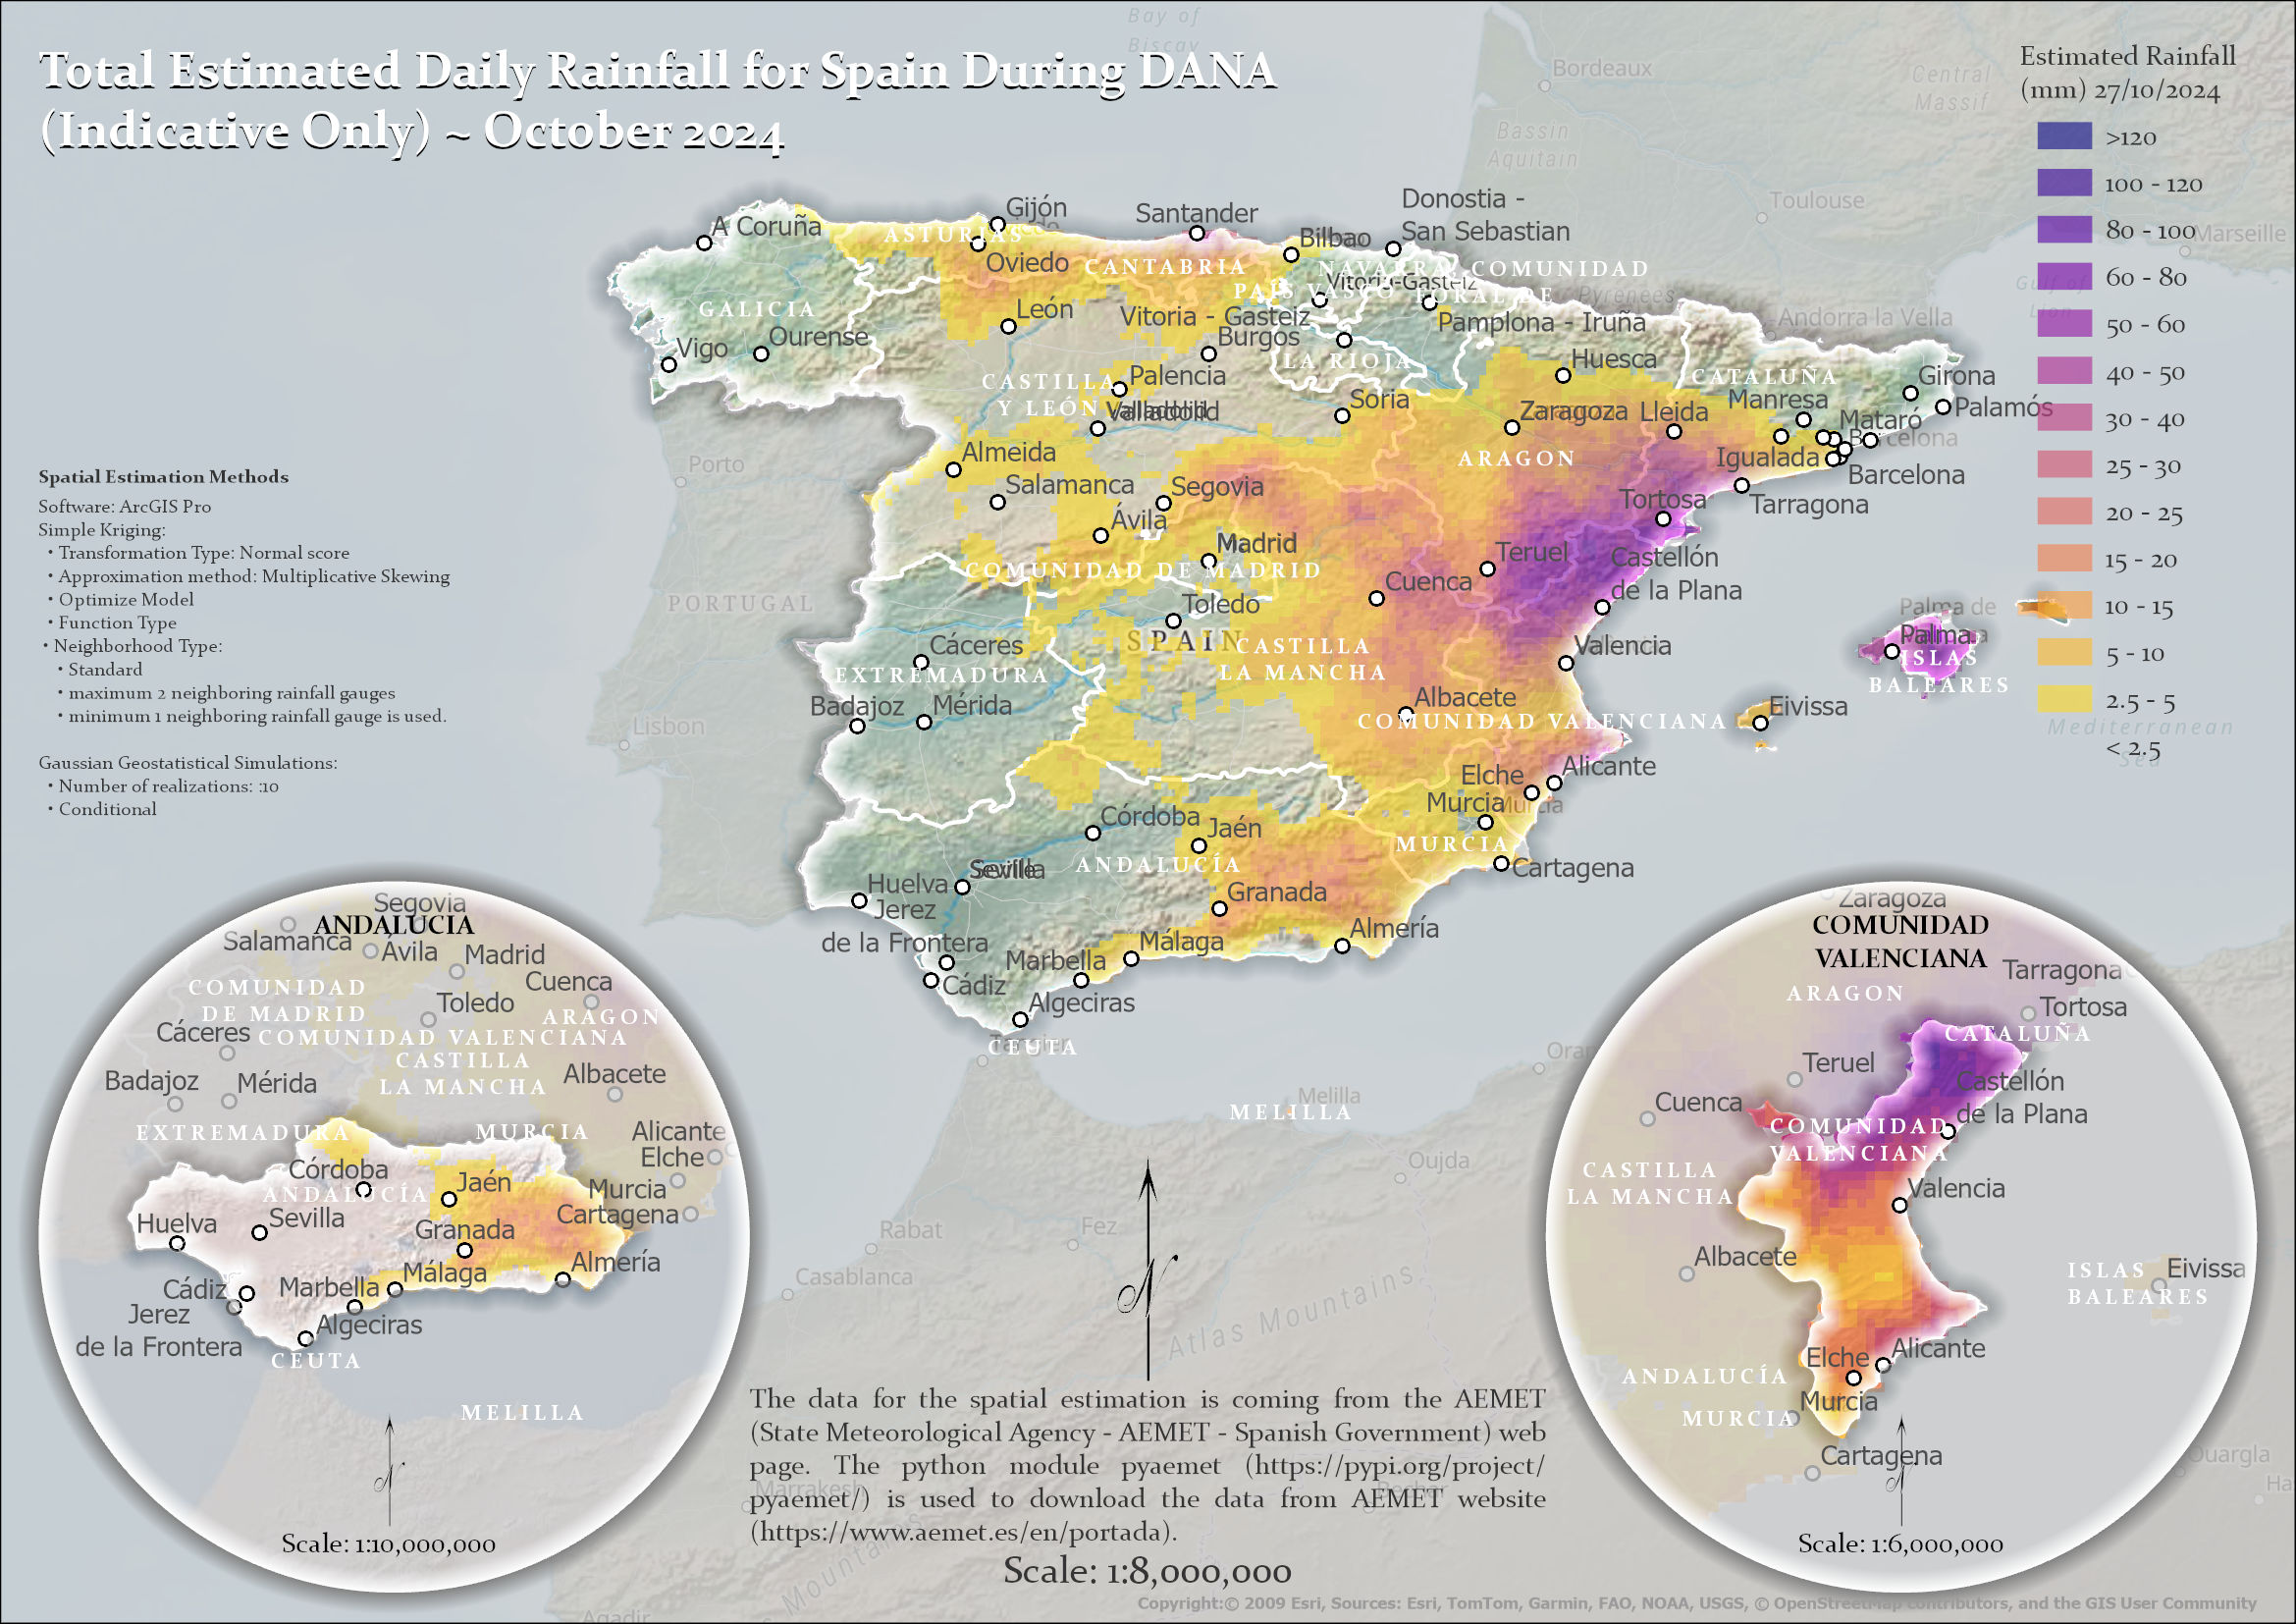 Total Estimated Daily Rainfall for Spain During DANA
(Indicative Only) ~ October 2024
Estimated Rainfall
(mm) 27/10/2024
>120
100 - 120
80 - 100
60 - 80
50 - 60
40 - 50
30 - 40
25 - 30
20 - 25
15 - 20
10 - 15
5 - 10
2.5 - 5
< 2.5
Spatial Estimation Methods
Software: ArcGIS Pro
Simple Kriging:
• Transformation Type: Normal score
• Approximation method: Multiplicative Skewing
• Optimize Model
• Function Type
• Neighborhood Type:
• Standard
• maximum 2 neighboring rainfall gauges
• minimum 1 neighboring rainfall gauge is used.
Gaussian Geostatistical Simulations:
• Number of realizations: :10
• Conditional
Bay of
Biscay
Bordeaux
Central
Massif
Bassin
Aquitain
Toulouse
Marseille
Gulf of
Lion
Pyrenees
Andorra la Vella
A Coruña
Gijón
Santander
Donostia -
San Sebastian
ASTURIAS
Oviedo
CANTABRIA
Bilbao
NAVARRA, COMUNIDAD
FORAL DE
PAÍS VASCO
Vitoria-Gasteiz
GALICIA
León
Vitoria - Gasteiz
Pamplona - Iruña
Ourense
Vigo
Burgos
LA RIOJA
Huesca
CASTILLA
Y LEÓN
Palencia
Valladolid
Soria
Zaragoza
Lleida
CATALUÑA
Manresa
Girona
Palamós
Mataró
Barcelona
Igualada
Barcelona
Tarragona
Tortosa
ARAGON
Almeida
Salamanca
Segovia
Ávila
Madrid
COMUNIDAD DE MADRID
Porto
PORTUGAL
Lisbon
Toledo
SPAIN
Cuenca
Teruel
Castellón
de la Plana
Palma de
Palma
ISLAS
BALEARES
Cáceres
EXTREMADURA
CASTILLA
LA MANCHA
Valencia
Badajoz
Mérida
Albacete
COMUNIDAD VALENCIANA
Eivissa
Mediterranean
Sea
Elche
Alicante
Murcia
Murcia
MURCIA
Cartagena
Córdoba
Jaén
ANDALUCÍA
Sevilla
Huelva
Jerez
de la Frontera
Granada
Almería
Málaga
Marbella
Cádiz
Algeciras
CEUTA
Melilla
MELILLA
Oujda
Rabat
Fez
Casablanca
Atlas Mountains
Marrakesh
Bechar
Mountains
Agadir
Ouargla
ANDALUCIA
Segovia
Salamanca
Ávila
Madrid
Cuenca
COMUNIDAD
DE MADRID
Toledo
ARAGON
Cáceres
COMUNIDAD VALENCIANA
CASTILLA
LA MANCHA
Badajoz
Mérida
Albacete
EXTREMADURA
MURCIA
Alicante
Elche
Córdoba
Jaén
Murcia
ANDALUCÍA
Cartagena
Huelva
Sevilla
Granada
Almería
Málaga
Marbella
Cádiz
Jerez
de la Frontera
Algeciras
CEUTA
MELILLA
N
Scale: 1:10,000,000
N
The data for the spatial estimation is coming from the AEMET
(State Meteorological Agency - AEMET - Spanish Government) web
page. The python module pyaemet (https://pypi.org/project/
pyaemet/) is used to download the data from AEMET website
(https://www.aemet.es/en/portada).
Scale: 1:8,000,000
Zaragoza
COMUNIDAD
VALENCIANA
Tarragona
ARAGON
Tortosa
CATALUÑA
Teruel
Castellón
de la Plana
Cuenca
COMUNIDAD
VALENCIANA
CASTILLA
LA MANCHA
Valencia
Albacete
ISLAS
BALEARES
Eivissa
Alicante
Elche
ANDALUCÍA
Murcia
MURCIA
Cartagena
N
Scale: 1:6,000,000
Copyright:© 2009 Esri, Sources: Esri, TomTom, Garmin, FAO, NOAA, USGS, © OpenStreetMap contributors, and the GIS User Community